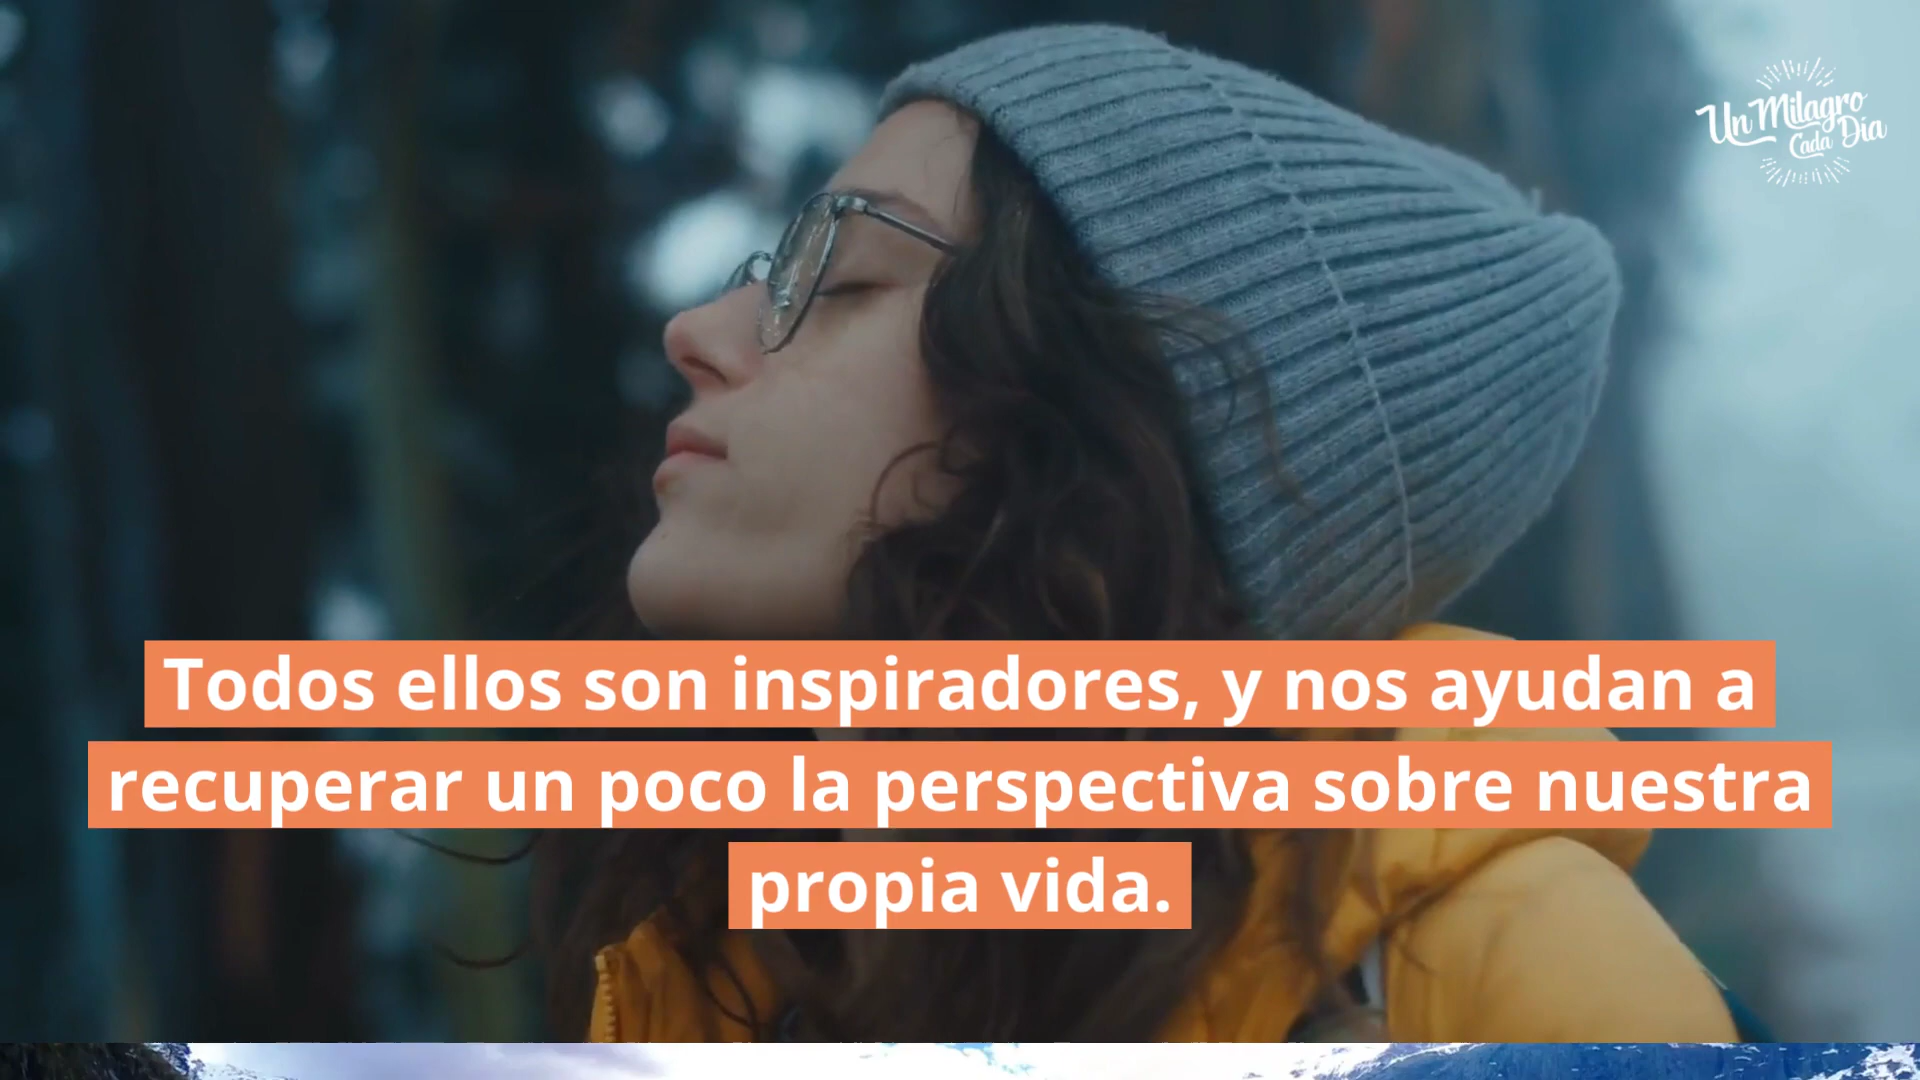 Un Milagro
Cada Día
Todos ellos son inspiradores, y nos ayudan a
recuperar un poco la perspectiva sobre nuestra
propia vida.